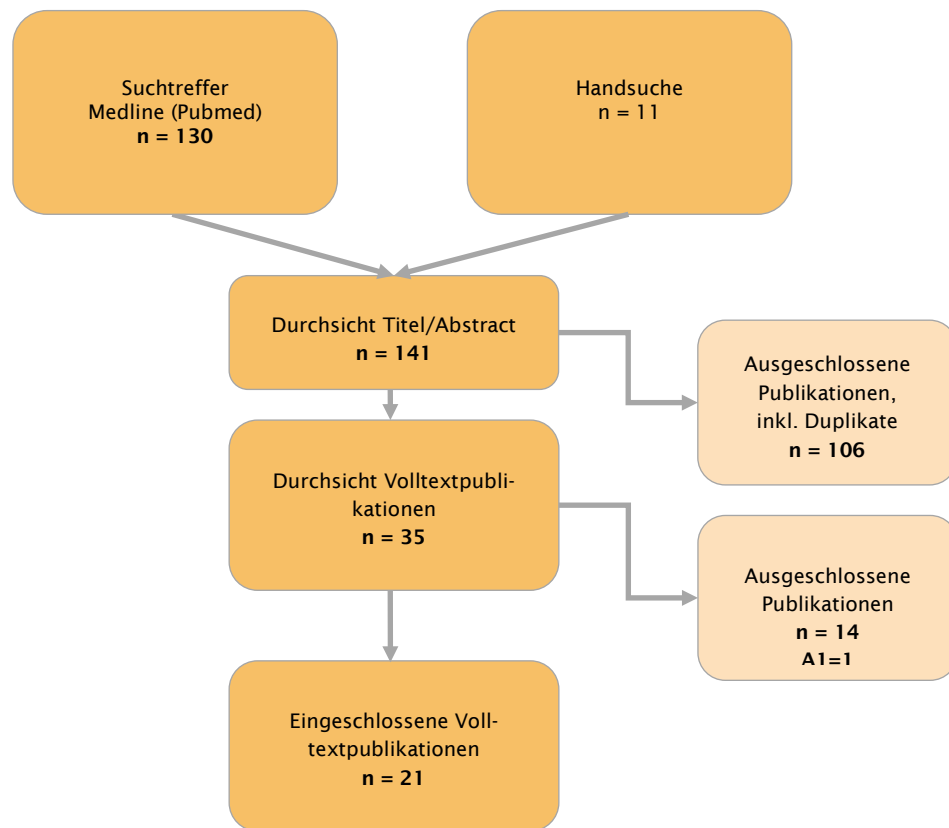 Suchtreffer
Medline (Pubmed)
n = 130
Handsuche
n = 11
Durchsicht Titel/Abstract
n = 141
Ausgeschlossene
Publikationen,
inkl. Duplikate
n = 106
Durchsicht Volltextpubli-
kationen
n = 35
Ausgeschlossene
Publikationen
n = 14
A1=1
Eingeschlossene Voll-
textpublikationen
n = 21